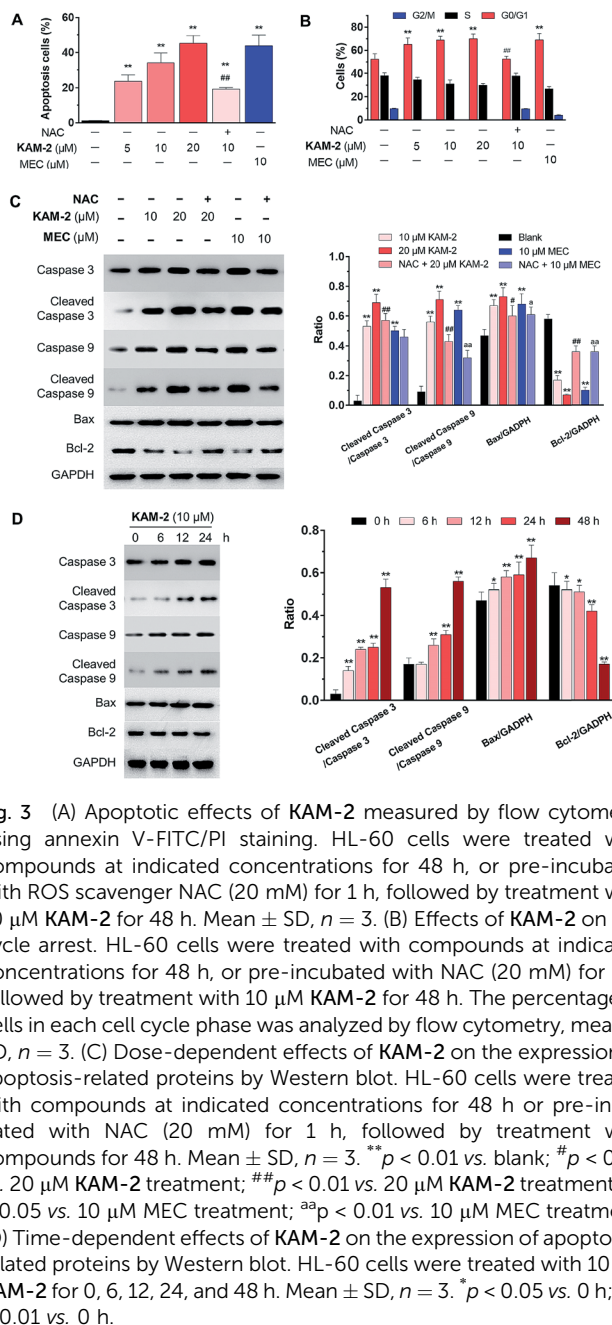 A
Apoptosis cells (%)
60
40
20
0
** ** ** ** ## **
NAC – – – – + –
KAM-2 (μM) – 5 10 20 10 –
MEC (μM) – – – – – 10
B
G2/M S G0/G1
Cells (%)
80
60
40
20
0
** ** ** ## **
NAC – – – – + –
KAM-2 (μM) – 5 10 20 10 –
MEC (μM) – – – – – 10
C
NAC – – – + – +
KAM-2 (μM) – 10 20 20 – –
MEC (μM) – – – – 10 10
Caspase 3
Cleaved
Caspase 3
Caspase 9
Cleaved
Caspase 9
Bax
Bcl-2
GAPDH
10 μM KAM-2 Blank
20 μM KAM-2 10 μM MEC
NAC + 20 μM KAM-2 NAC + 10 μM MEC
Ratio
1.0
0.8
0.6
0.4
0.2
0.0
** ** ## ** ** ** ## ** aa ** ** # ** a ** ** ## ** aa
Cleaved Caspase 3
/Caspase 3
Cleaved Caspase 9
/Caspase 9
Bax/GADPH
Bcl-2/GADPH
D
KAM-2 (10 μM)
0 6 12 24 h
Caspase 3
Cleaved
Caspase 3
Caspase 9
Cleaved
Caspase 9
Bax
Bcl-2
GAPDH
0 h 6 h 12 h 24 h 48 h
Ratio
0.8
0.6
0.4
0.2
0.0
** ** ** ** ** ** ** * ** ** ** * * ** **
Cleaved Caspase 3
/Caspase 3
Cleaved Caspase 9
/Caspase 9
Bax/GADPH
Bcl-2/GADPH
g. 3 (A) Apoptotic effects of KAM-2 measured by flow cytome
sing annexin V-FITC/PI staining. HL-60 cells were treated w
ompounds at indicated concentrations for 48 h, or pre-incuba
ith ROS scavenger NAC (20 mM) for 1 h, followed by treatment w
0 μM KAM-2 for 48 h. Mean ± SD, n = 3. (B) Effects of KAM-2 on
ycle arrest. HL-60 cells were treated with compounds at indicat
oncentrations for 48 h, or pre-incubated with NAC (20 mM) for
ollowed by treatment with 10 μM KAM-2 for 48 h. The percentage
ells in each cell cycle phase was analyzed by flow cytometry, mea
D, n = 3. (C) Dose-dependent effects of KAM-2 on the expression
poptosis-related proteins by Western blot. HL-60 cells were trea
ith compounds at indicated concentrations for 48 h or pre-in
ated with NAC (20 mM) for 1 h, followed by treatment w
ompounds for 48 h. Mean ± SD, n = 3. **p < 0.01 vs. blank; #p < 0
s. 20 μM KAM-2 treatment; ##p < 0.01 vs. 20 μM KAM-2 treatment
0.05 vs. 10 μM MEC treatment; aap < 0.01 vs. 10 μM MEC treatme
D) Time-dependent effects of KAM-2 on the expression of apopto
lated proteins by Western blot. HL-60 cells were treated with 10
KAM-2 for 0, 6, 12, 24, and 48 h. Mean ± SD, n = 3. *p < 0.05 vs. 0 h;
0.01 vs. 0 h.